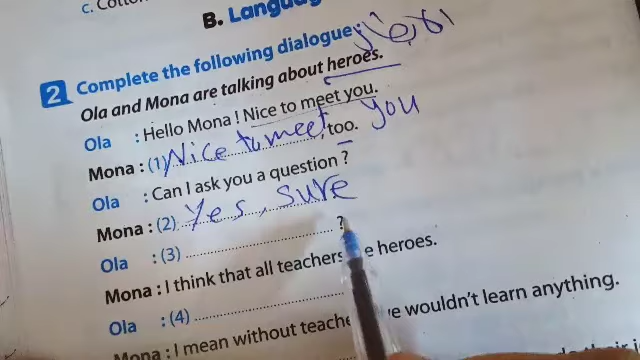 c. Cotton
B. Languag
2 Complete the following dialogue:
Ola and Mona are talking about heroes.
Ola : Hello Mona ! Nice to meet you.
Mona : (1) Nice to meet you, too.
Ola : Can I ask you a question ?
Mona : (2) Yes, sure
Ola : (3) ........................ ?
Mona : I think that all teachers are heroes.
Ola : (4) ........................
Mona : I mean without teache we wouldn't learn anything.